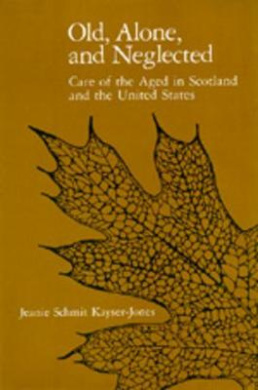 Old, Alone,
and Neglected
Care of the Aged in Scotland
and the United States
Jeanie Schmit Kayser-Jones